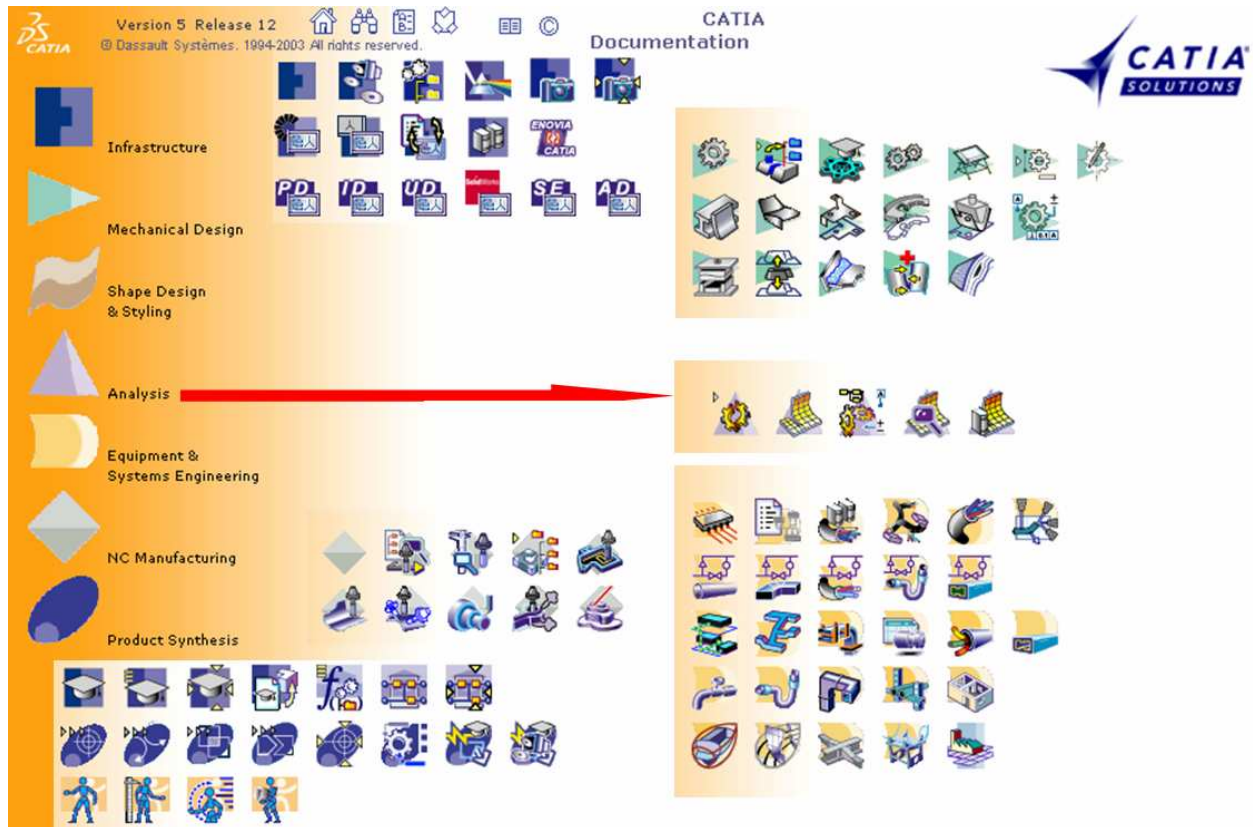 Version 5 Release 12
© Dassault Systèmes. 1994-2003 All rights reserved.
CATIA
CATIA
Documentation
CATIA
SOLUTIONS
Infrastructure
ENOVIA
CATIA
PD
ID
UD
SolidWorks
SE
AD
Mechanical Design
Shape Design
& Styling
Analysis
Equipment &
Systems Engineering
NC Manufacturing
Product Synthesis